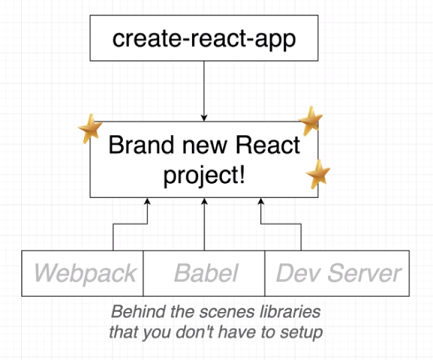 create-react-app
Brand new React
project!
Webpack
Babel
Dev Server
Behind the scenes libraries
that you don't have to setup